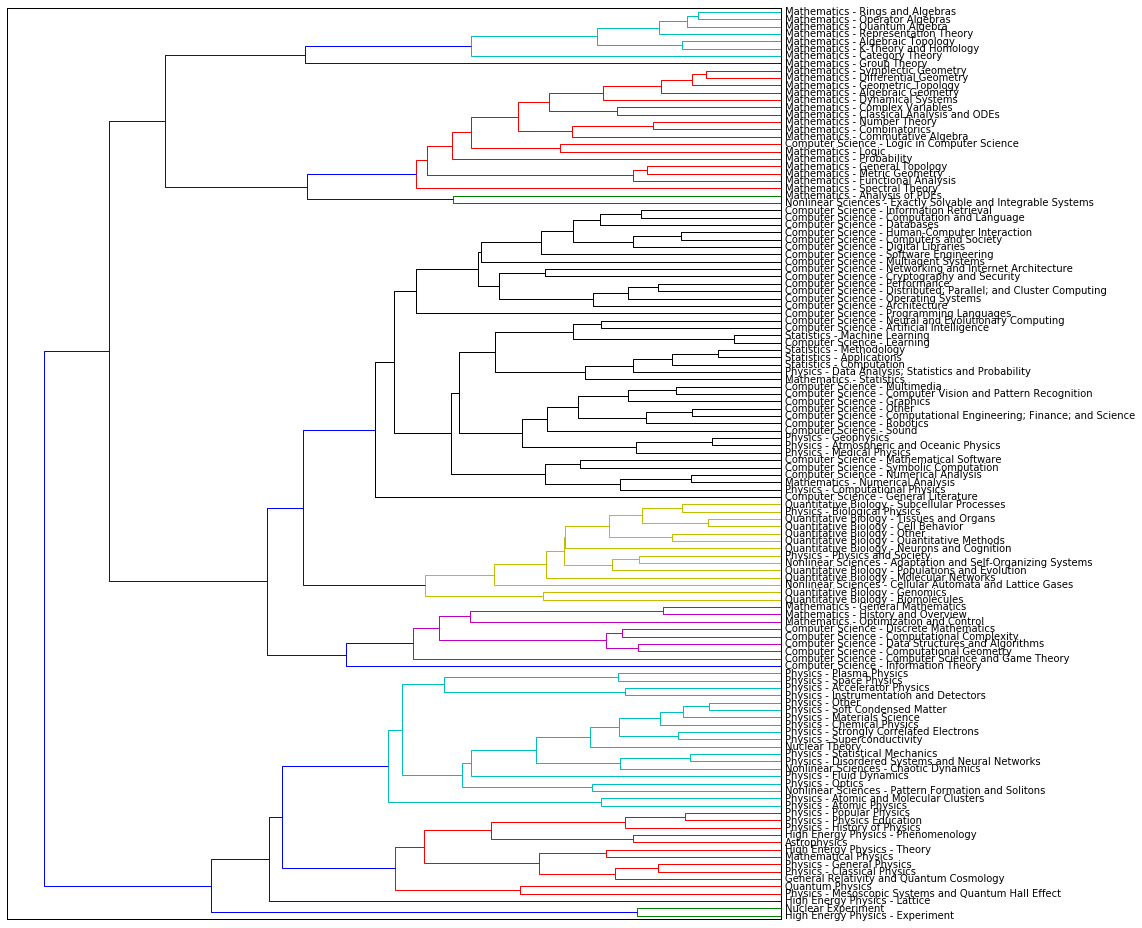 Mathematics - Rings and Algebras
Mathematics - Operator Algebras
Mathematics - Quantum Algebra
Mathematics - Representation Theory
Mathematics - Algebraic Topology
Mathematics - K-Theory and Homology
Mathematics - Category Theory
Mathematics - Group Theory
Mathematics - Symplectic Geometry
Mathematics - Differential Geometry
Mathematics - Geometric Topology
Mathematics - Algebraic Geometry
Mathematics - Dynamical Systems
Mathematics - Complex Variables
Mathematics - Classical Analysis and ODEs
Mathematics - Number Theory
Mathematics - Combinatorics
Mathematics - Commutative Algebra
Computer Science - Logic in Computer Science
Mathematics - Logic
Mathematics - Probability
Mathematics - General Topology
Mathematics - Metric Geometry
Mathematics - Functional Analysis
Mathematics - Spectral Theory
Mathematics - Analysis of PDEs
Nonlinear Sciences - Exactly Solvable and Integrable Systems
Computer Science - Information Retrieval
Computer Science - Computation and Language
Computer Science - Databases
Computer Science - Human-Computer Interaction
Computer Science - Computers and Society
Computer Science - Digital Libraries
Computer Science - Software Engineering
Computer Science - Multiagent Systems
Computer Science - Networking and Internet Architecture
Computer Science - Cryptography and Security
Computer Science - Performance
Computer Science - Distributed; Parallel; and Cluster Computing
Computer Science - Operating Systems
Computer Science - Architecture
Computer Science - Programming Languages
Computer Science - Neural and Evolutionary Computing
Computer Science - Artificial Intelligence
Statistics - Machine Learning
Computer Science - Learning
Statistics - Methodology
Statistics - Applications
Statistics - Computation
Physics - Data Analysis; Statistics and Probability
Mathematics - Statistics
Computer Science - Multimedia
Computer Science - Computer Vision and Pattern Recognition
Computer Science - Graphics
Computer Science - Other
Computer Science - Computational Engineering; Finance; and Science
Computer Science - Robotics
Computer Science - Sound
Physics - Geophysics
Physics - Atmospheric and Oceanic Physics
Physics - Medical Physics
Computer Science - Mathematical Software
Computer Science - Symbolic Computation
Computer Science - Numerical Analysis
Mathematics - Numerical Analysis
Physics - Computational Physics
Computer Science - General Literature
Quantitative Biology - Subcellular Processes
Physics - Biological Physics
Quantitative Biology - Tissues and Organs
Quantitative Biology - Cell Behavior
Quantitative Biology - Other
Quantitative Biology - Quantitative Methods
Quantitative Biology - Neurons and Cognition
Physics - Physics and Society
Nonlinear Sciences - Adaptation and Self-Organizing Systems
Quantitative Biology - Populations and Evolution
Quantitative Biology - Molecular Networks
Nonlinear Sciences - Cellular Automata and Lattice Gases
Quantitative Biology - Genomics
Quantitative Biology - Biomolecules
Mathematics - General Mathematics
Mathematics - History and Overview
Mathematics - Optimization and Control
Computer Science - Discrete Mathematics
Computer Science - Computational Complexity
Computer Science - Data Structures and Algorithms
Computer Science - Computational Geometry
Computer Science - Computer Science and Game Theory
Computer Science - Information Theory
Physics - Plasma Physics
Physics - Space Physics
Physics - Accelerator Physics
Physics - Instrumentation and Detectors
Physics - Other
Physics - Soft Condensed Matter
Physics - Materials Science
Physics - Chemical Physics
Physics - Strongly Correlated Electrons
Physics - Superconductivity
Nuclear Theory
Physics - Statistical Mechanics
Physics - Disordered Systems and Neural Networks
Nonlinear Sciences - Chaotic Dynamics
Physics - Fluid Dynamics
Physics - Optics
Nonlinear Sciences - Pattern Formation and Solitons
Physics - Atomic and Molecular Clusters
Physics - Atomic Physics
Physics - Popular Physics
Physics - Physics Education
Physics - History of Physics
High Energy Physics - Phenomenology
Astrophysics
High Energy Physics - Theory
Mathematical Physics
Physics - General Physics
Physics - Classical Physics
General Relativity and Quantum Cosmology
Quantum Physics
Physics - Mesoscopic Systems and Quantum Hall Effect
High Energy Physics - Lattice
Nuclear Experiment
High Energy Physics - Experiment